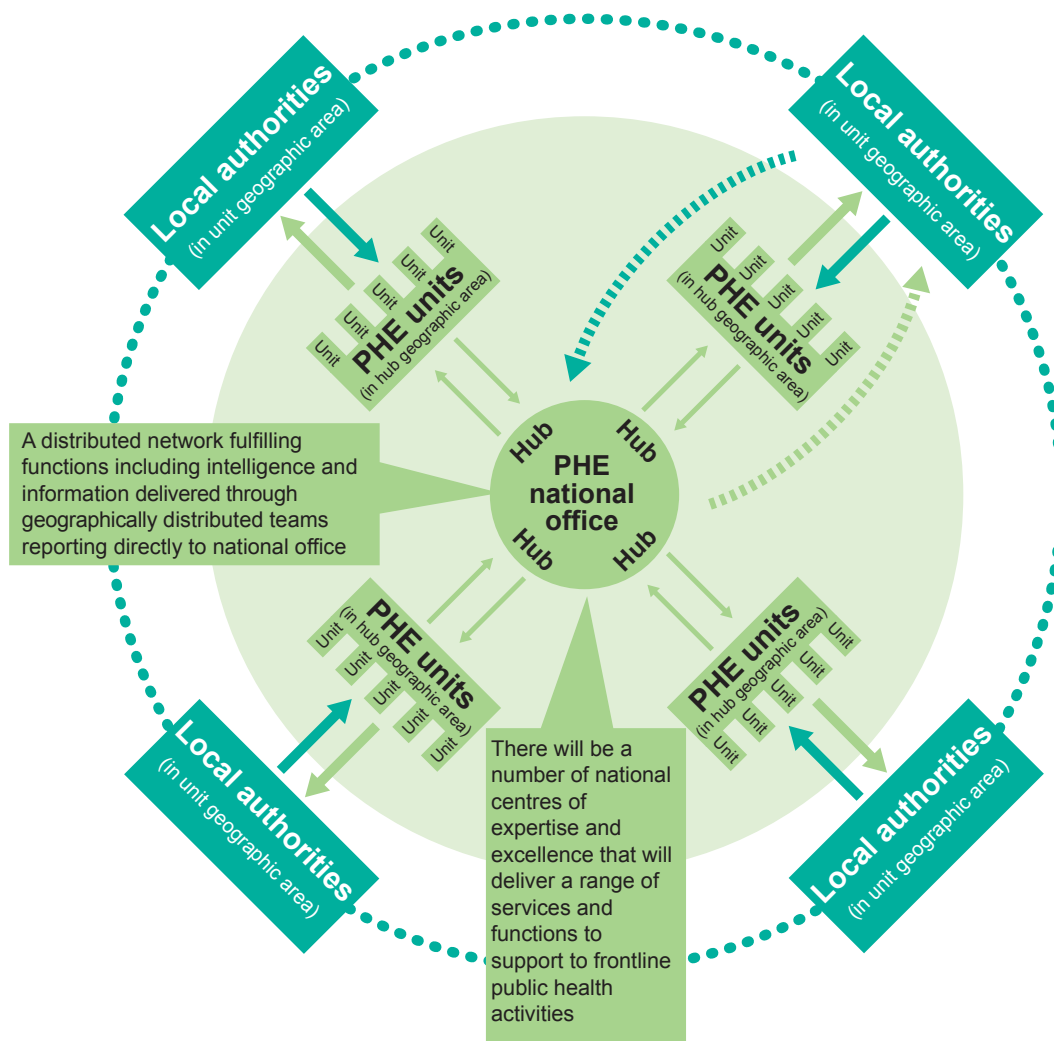 Local authorities
(in unit geographic area)
Local authorities
(in unit geographic area)
Unit
Unit
Unit
Unit
Unit
PHE units
(in hub geographic area)
Unit
Unit
Unit
Unit
Unit
PHE units
(in hub geographic area)
A distributed network fulfilling
functions including intelligence and
information delivered through
geographically distributed teams
reporting directly to national office
Hub
Hub
PHE
national
office
Hub
Hub
PHE units
(in hub geographic area)
Unit
Unit
Unit
Unit
Unit
PHE units
(in hub geographic area)
Unit
Unit
Unit
Unit
Unit
Local authorities
(in unit geographic area)
There will be a
number of national
centres of
expertise and
excellence that will
deliver a range of
services and
functions to
support to frontline
public health
activities
Local authorities
(in unit geographic area)